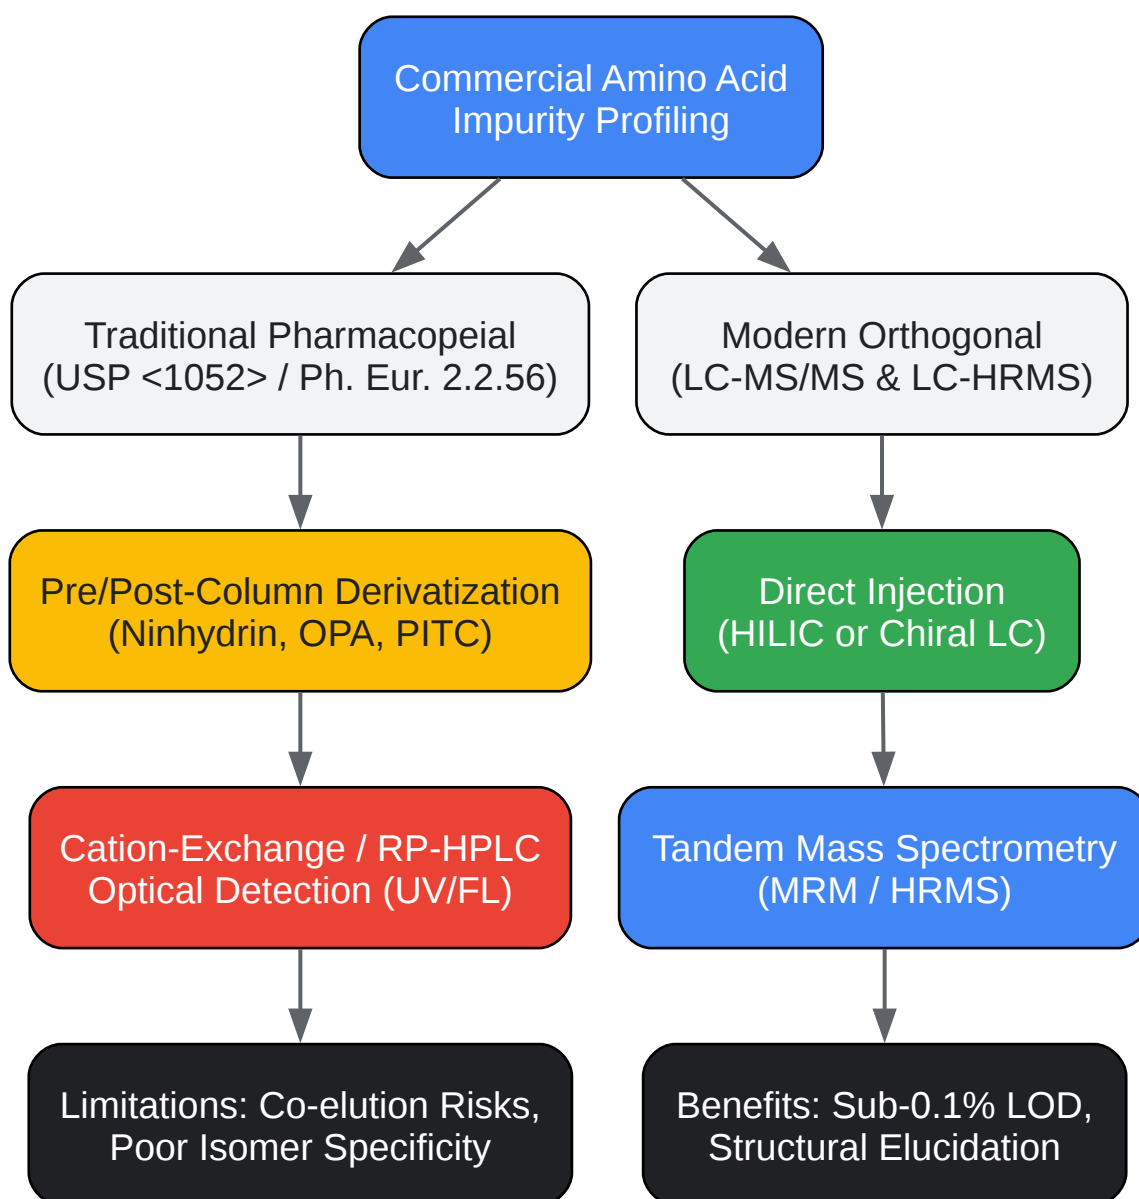 Commercial Amino Acid
Impurity Profiling
Traditional Pharmacopeial
(USP <1052> / Ph. Eur. 2.2.56)
Modern Orthogonal
(LC-MS/MS & LC-HRMS)
Pre/Post-Column Derivatization
(Ninhydrin, OPA, PITC)
Direct Injection
(HILIC or Chiral LC)
Cation-Exchange / RP-HPLC
Optical Detection (UV/FL)
Tandem Mass Spectrometry
(MRM / HRMS)
Limitations: Co-elution Risks,
Poor Isomer Specificity
Benefits: Sub-0.1% LOD,
Structural Elucidation